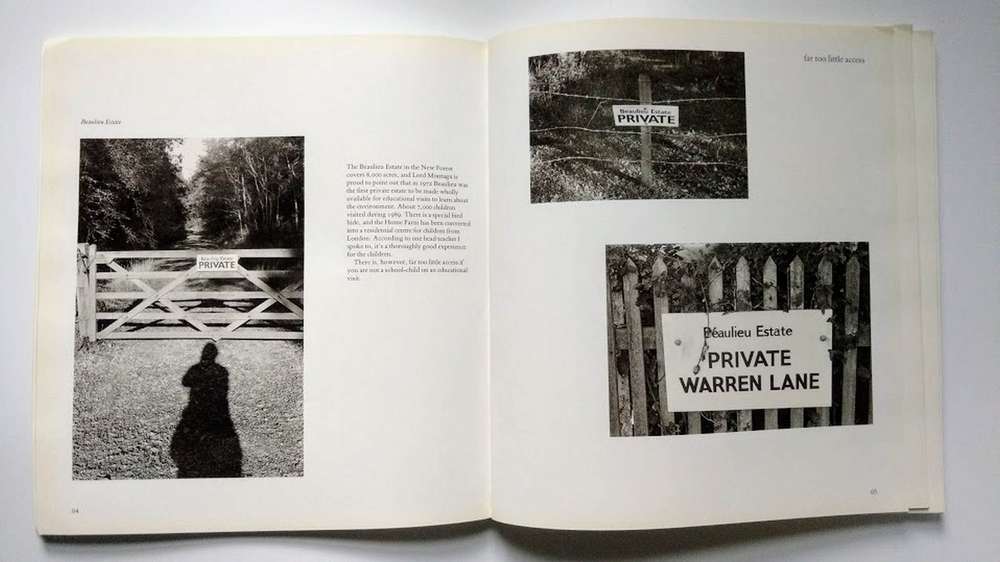 Beaulieu Estate
Beaulieu Estate
PRIVATE
The Beaulieu Estate in the New Forest
covers 8,000 acres, and Lord Montagu is
proud to point out that in 1972 Beaulieu was
the first private estate to be made wholly
available for educational visits to learn about
the environment. About 7,000 children
visited during 1989. There is a special bird
hide, and the Home Farm has been converted
into a residential centre for children from
London. According to one head teacher I
spoke to, it's a thoroughly good experience
for the children.
There is, however, far too little access if
you are not a school-child on an educational
visit.
64
far too little access
Beaulieu Estate
PRIVATE
Beaulieu Estate
PRIVATE
WARREN LANE
65